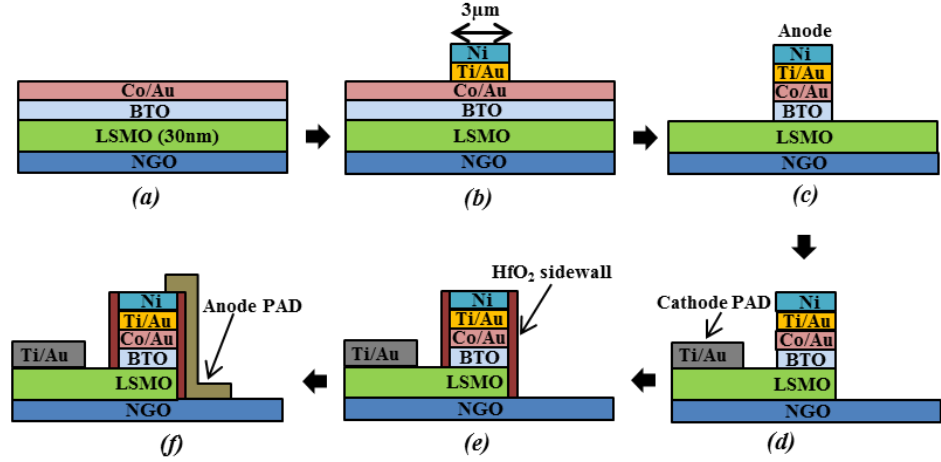 Co/Au
BTO
LSMO (30nm)
NGO
(a)
3μm
Ni
Ti/Au
Co/Au
BTO
LSMO
NGO
(b)
Anode
Ni
Ti/Au
Co/Au
BTO
LSMO
NGO
(c)
Anode PAD
Ni
Ti/Au
Co/Au
BTO
Ti/Au
LSMO
NGO
(f)
HfO₂ sidewall
Ni
Ti/Au
Co/Au
BTO
Ti/Au
LSMO
NGO
(e)
Cathode PAD
Ni
Ti/Au
Co/Au
BTO
Ti/Au
LSMO
NGO
(d)